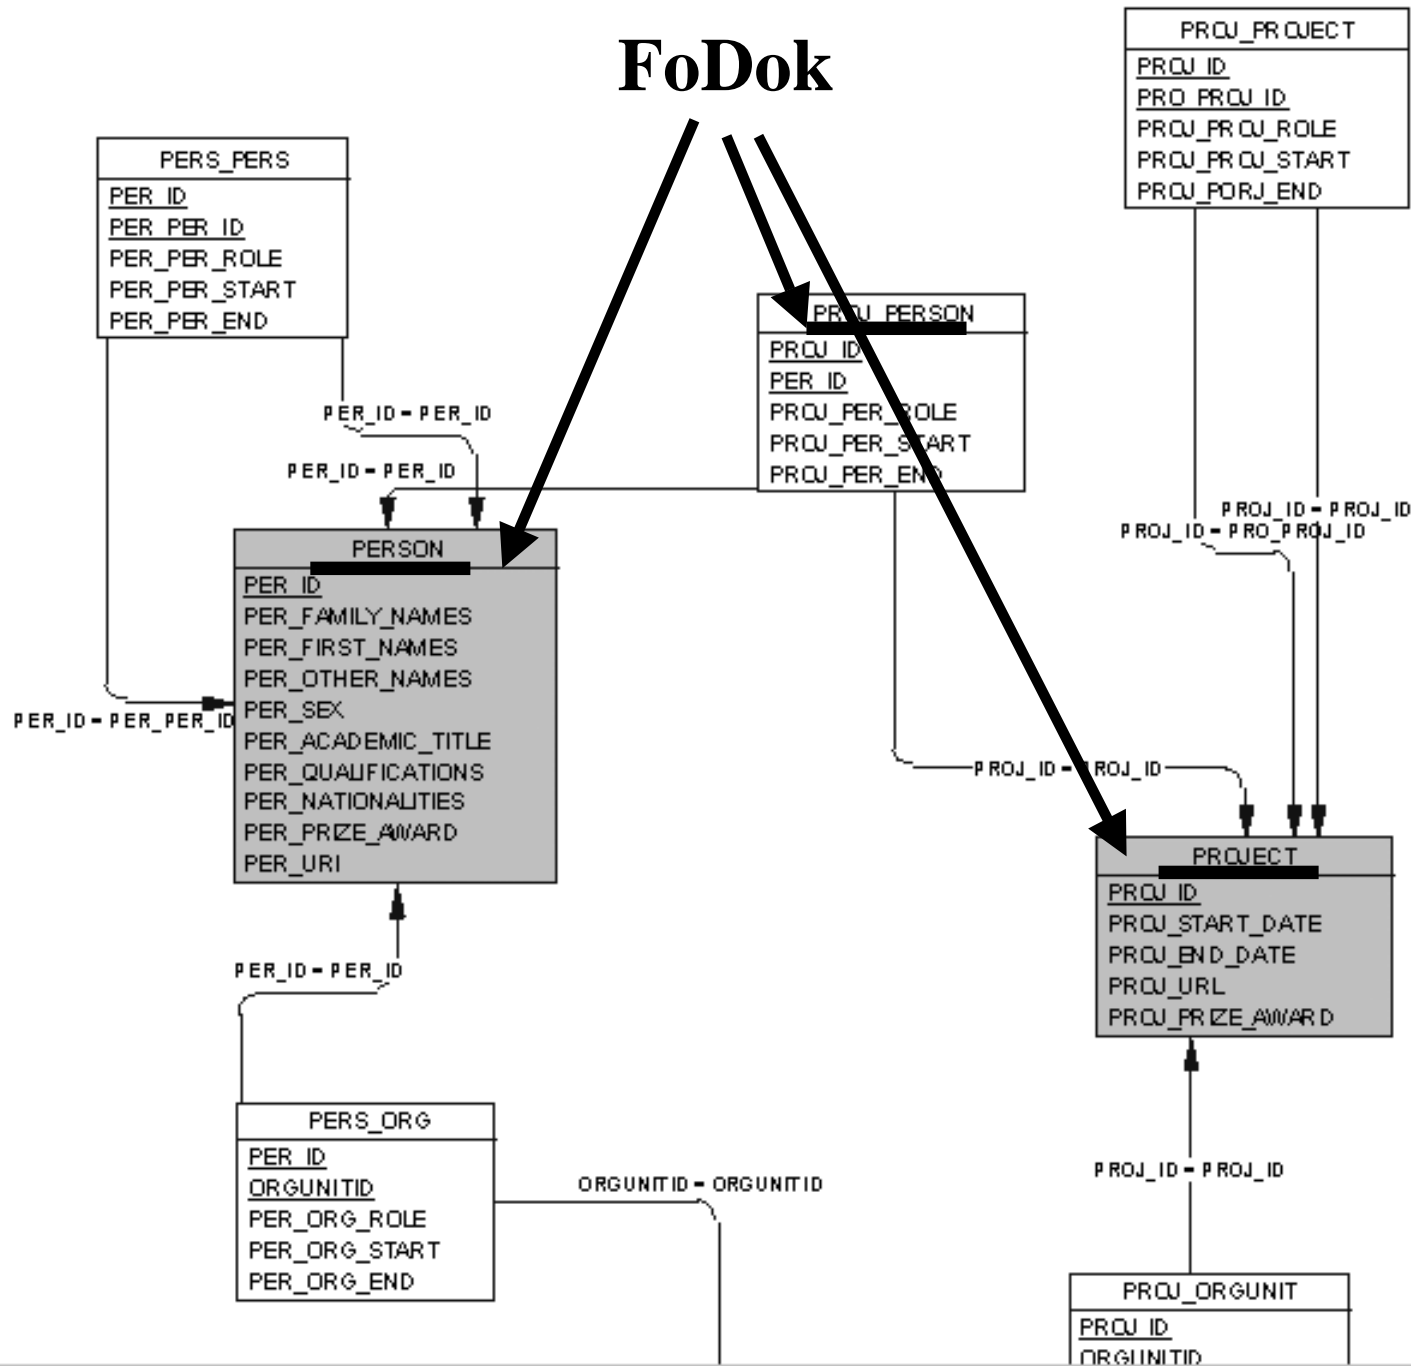 FoDok
PROJ_PROJECT
PROJ_ID
PRO_PROJ_ID
PROJ_PROJ_ROLE
PROJ_PROJ_START
PROJ_PORJ_END
PERS_PERS
PER_ID
PER_PER_ID
PER_PER_ROLE
PER_PER_START
PER_PER_END
PROJ_PERSON
PROJ_ID
PER_ID
PROJ_PER_ROLE
PROJ_PER_START
PROJ_PER_END
PER_ID = PER_ID
PER_ID = PER_ID
PROJ_ID = PROJ_ID
PROJ_ID = PRO_PROJ_ID
PERSON
PER_ID
PER_FAMILY_NAMES
PER_FIRST_NAMES
PER_OTHER_NAMES
PER_SEX
PER_ACADEMIC_TITLE
PER_QUALIFICATIONS
PER_NATIONALITIES
PER_PRIZE_AWARD
PER_URI
PER_ID = PER_PER_ID
PROJ_ID = PROJ_ID
PROJECT
PROJ_ID
PROJ_START_DATE
PROJ_END_DATE
PROJ_URL
PROJ_PRIZE_AWARD
PER_ID = PER_ID
PERS_ORG
PER_ID
ORGUNITID
PER_ORG_ROLE
PER_ORG_START
PER_ORG_END
ORGUNITID = ORGUNITID
PROJ_ID = PROJ_ID
PROJ_ORGUNIT
PROJ_ID
ORGUNITID